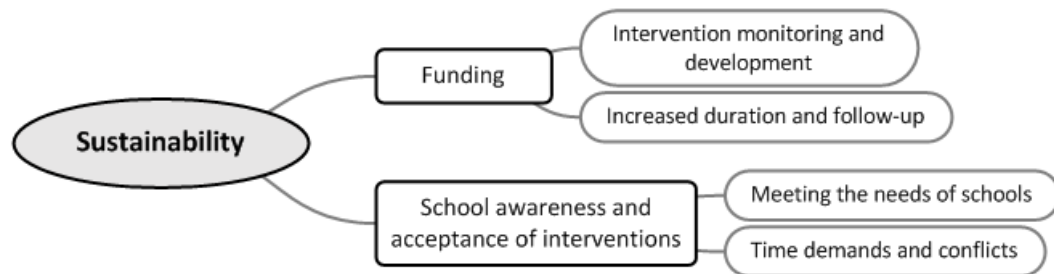 Sustainability
Funding
Intervention monitoring and
development
Increased duration and follow-up
School awareness and
acceptance of interventions
Meeting the needs of schools
Time demands and conflicts